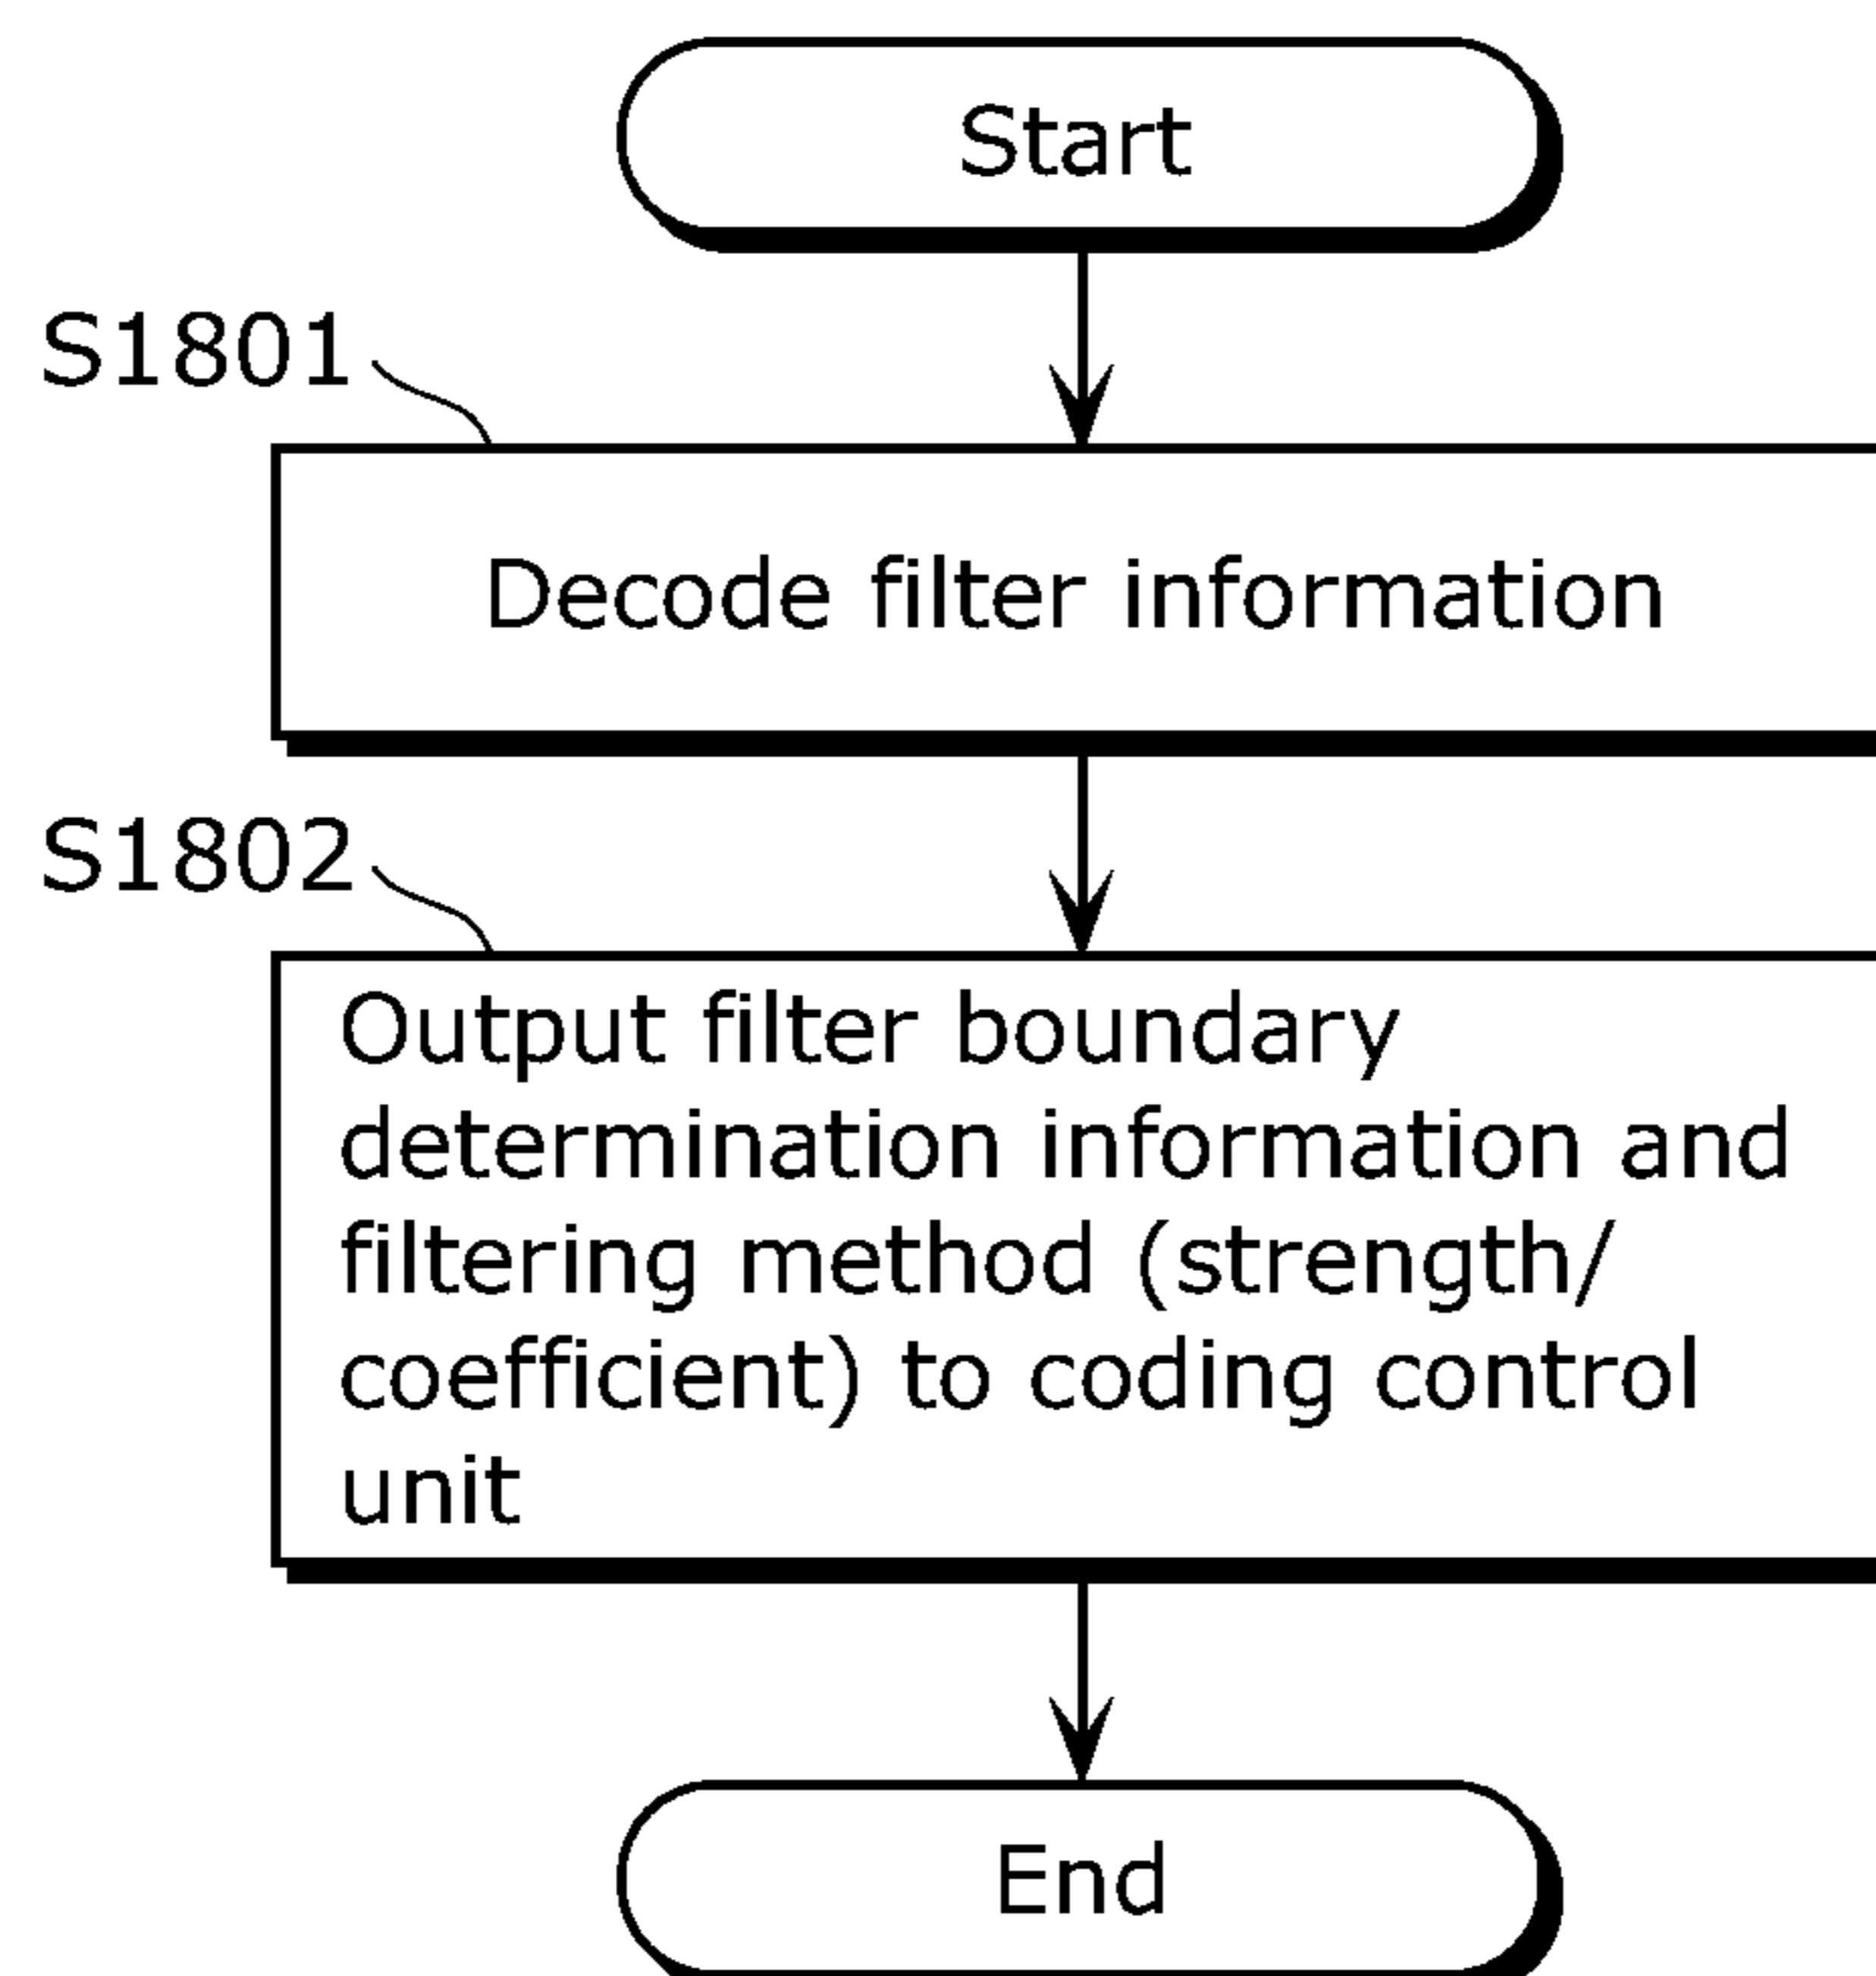 Start
S1801
Decode filter information
S1802
Output filter boundary
determination information and
filtering method (strength/
coefficient) to coding control
unit
End